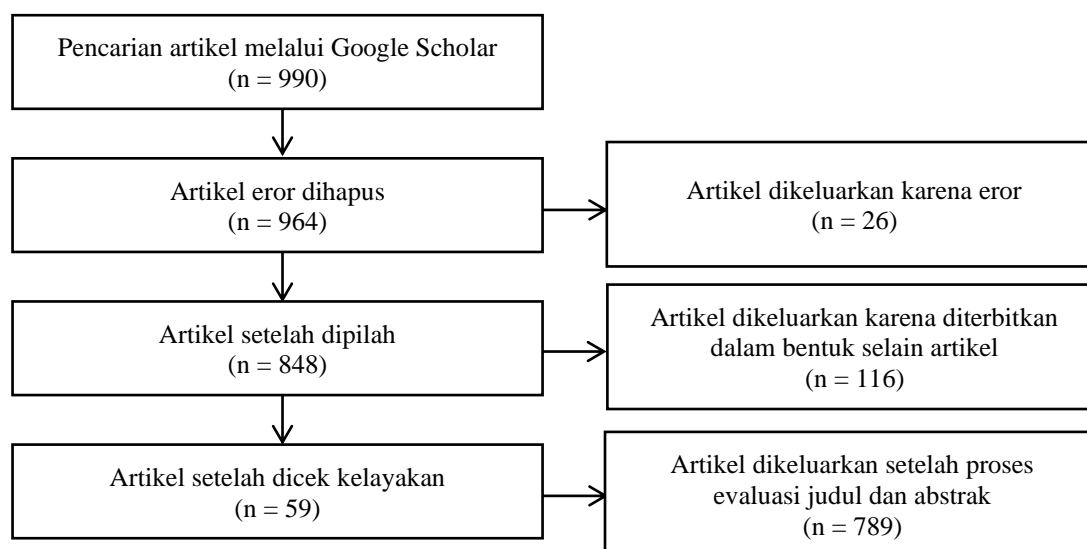 Pencarian artikel melalui Google Scholar
(n = 990)
Artikel eror dihapus
(n = 964)
Artikel dikeluarkan karena eror
(n = 26)
Artikel setelah dipilah
(n = 848)
Artikel dikeluarkan karena diterbitkan
dalam bentuk selain artikel
(n = 116)
Artikel setelah dicek kelayakan
(n = 59)
Artikel dikeluarkan setelah proses
evaluasi judul dan abstrak
(n = 789)